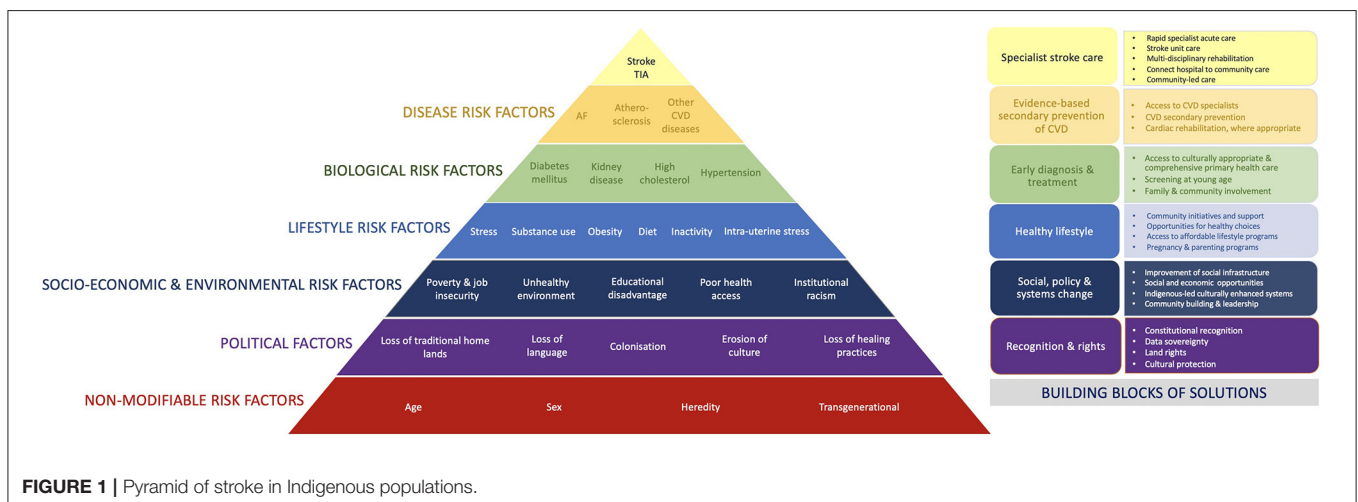 Stroke
TIA
DISEASE RISK FACTORS
AF
Athero-
sclerosis
Other
CVD
diseases
BIOLOGICAL RISK FACTORS
Diabetes
mellitus
Kidney
disease
High
cholesterol
Hypertension
LIFESTYLE RISK FACTORS
Stress
Substance use
Obesity
Diet
Inactivity
Intra-uterine stress
SOCIO-ECONOMIC & ENVIRONMENTAL RISK FACTORS
Poverty & job
insecurity
Unhealthy
environment
Educational
disadvantage
Poor health
access
Institutional
racism
POLITICAL FACTORS
Loss of traditional home
lands
Loss of
language
Colonisation
Erosion of
culture
Loss of healing
practices
NON-MODIFIABLE RISK FACTORS
Age
Sex
Heredity
Transgenerational
Specialist stroke care
• Rapid specialist acute care
• Stroke unit care
• Multi-disciplinary rehabilitation
• Connect hospital to community care
• Community-led care
Evidence-based
secondary prevention
of CVD
• Access to CVD specialists
• CVD secondary prevention
• Cardiac rehabilitation, where appropriate
Early diagnosis &
treatment
• Access to culturally appropriate &
comprehensive primary health care
• Screening at young age
• Family & community involvement
Healthy lifestyle
• Community initiatives and support
• Opportunities for healthy choices
• Access to affordable lifestyle programs
• Pregnancy & parenting programs
Social, policy &
systems change
• Improvement of social infrastructure
• Social and economic opportunities
• Indigenous-led culturally enhanced systems
• Community building & leadership
Recognition & rights
• Constitutional recognition
• Data sovereignty
• Land rights
• Cultural protection
BUILDING BLOCKS OF SOLUTIONS
FIGURE 1 | Pyramid of stroke in Indigenous populations.